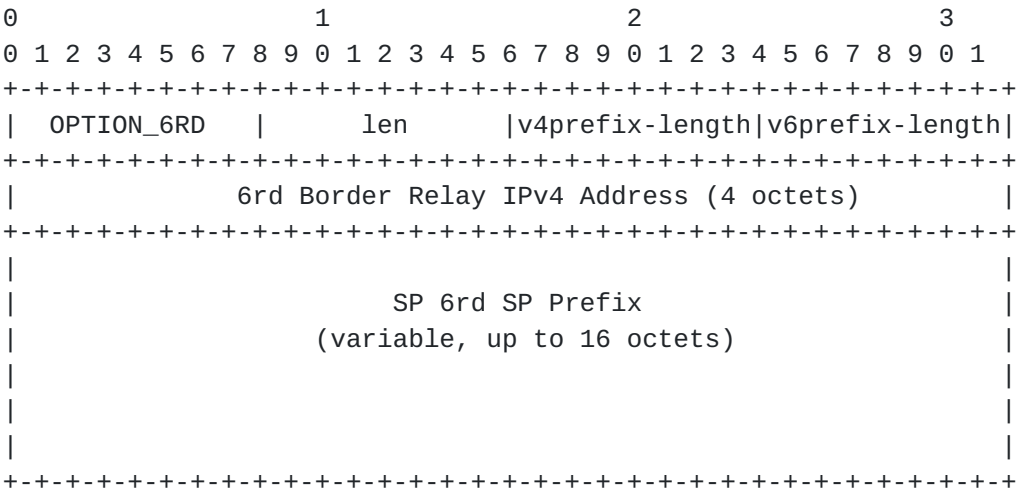 0                   1                   2                   3
0 1 2 3 4 5 6 7 8 9 0 1 2 3 4 5 6 7 8 9 0 1 2 3 4 5 6 7 8 9 0 1
+-+-+-+-+-+-+-+-+-+-+-+-+-+-+-+-+-+-+-+-+-+-+-+-+-+-+-+-+-+-+-+-+
|  OPTION_6RD   |      len      |v4prefix-length|v6prefix-length|
+-+-+-+-+-+-+-+-+-+-+-+-+-+-+-+-+-+-+-+-+-+-+-+-+-+-+-+-+-+-+-+-+
|              6rd Border Relay IPv4 Address (4 octets)         |
+-+-+-+-+-+-+-+-+-+-+-+-+-+-+-+-+-+-+-+-+-+-+-+-+-+-+-+-+-+-+-+-+
|                                                               |
|                        SP 6rd SP Prefix                       |
|                   (variable, up to 16 octets)                 |
|                                                               |
|                                                               |
|                                                               |
+-+-+-+-+-+-+-+-+-+-+-+-+-+-+-+-+-+-+-+-+-+-+-+-+-+-+-+-+-+-+-+-+